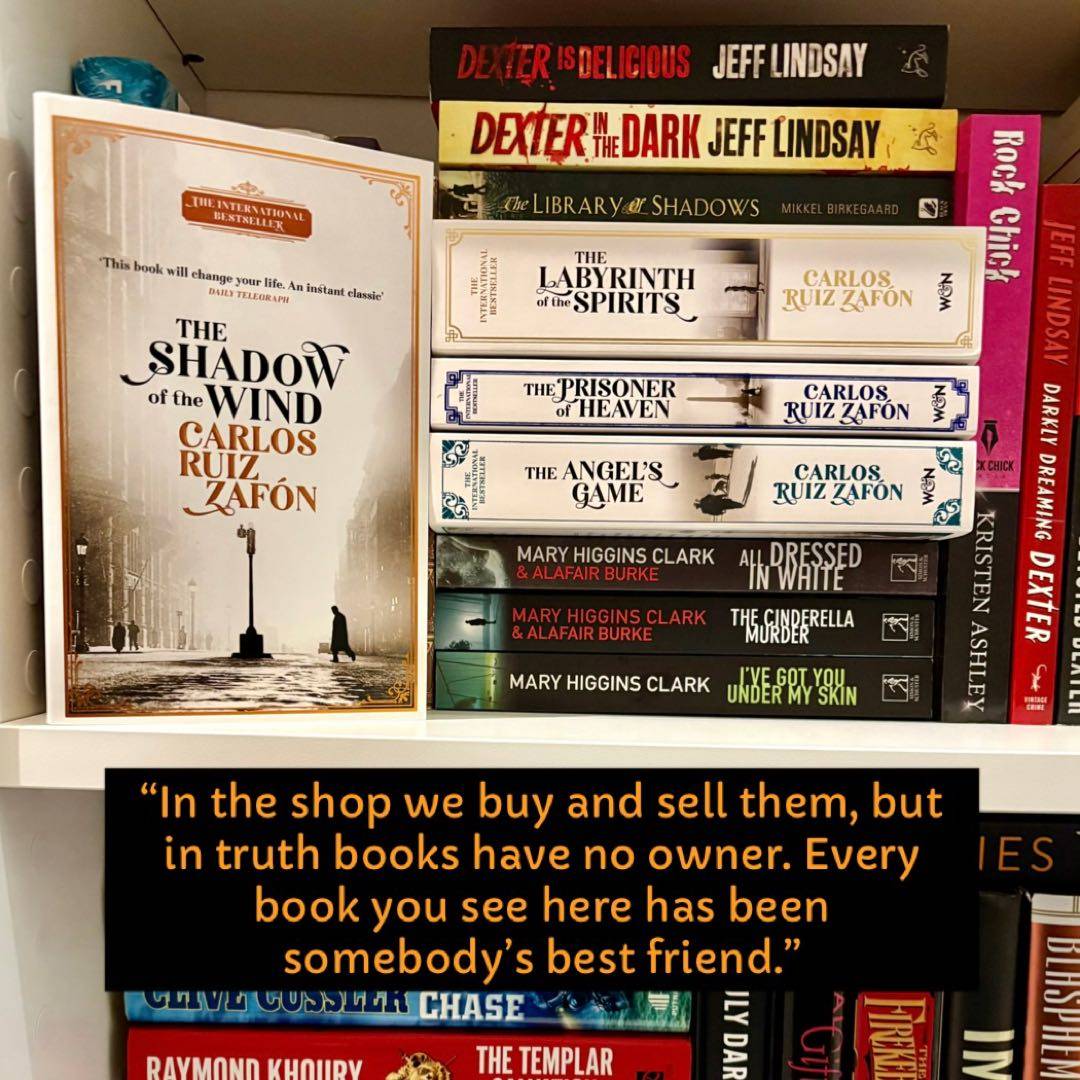 THE INTERNATIONAL
BESTSELLER
'This book will change your life. An instant classic'
DAILY TELEGRAPH
THE
SHADOW
of the WIND
CARLOS
RUIZ
ZAFÓN
DEXTER IS DELICIOUS JEFF LINDSAY
DEXTER IN THE DARK JEFF LINDSAY
The LIBRARY of SHADOWS MIKKEL BIRKEGAARD
THE INTERNATIONAL BESTSELLER
THE
LABYRINTH
of the SPIRITS
CARLOS
RUIZ ZAFÓN
W&N
THE INTERNATIONAL BESTSELLER
THE PRISONER
of HEAVEN
CARLOS
RUIZ ZAFÓN
W&N
THE INTERNATIONAL BESTSELLER
THE ANGEL'S
GAME
CARLOS
RUIZ ZAFÓN
W&N
MARY HIGGINS CLARK
& ALAFAIR BURKE
ALL DRESSED
IN WHITE
MARY HIGGINS CLARK
& ALAFAIR BURKE
THE CINDERELLA
MURDER
MARY HIGGINS CLARK
I'VE GOT YOU
UNDER MY SKIN
Rock Chick
CK CHICK
KRISTEN ASHLEY
JEFF LINDSAY DARKLY DREAMING DEXTER
VINTAGE
CRIME
DEXTER
"In the shop we buy and sell them, but
in truth books have no owner. Every
book you see here has been
somebody's best friend."
IES
CLIVE CUSSLER
CHASE
RAYMOND KHOURY
THE TEMPLAR
LY DAR
BLASPHEM